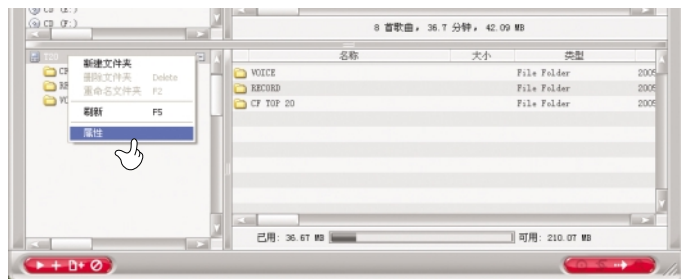 CD (E:)
CD (F:)
8 首歌曲, 36.7 分钟, 42.09 MB
T20
新建文件夹
删除文件夹 Delete
重命名文件夹 F2
刷新 F5
属性
名称 大小 类型
VOICE File Folder 2005
RECORD File Folder 2005
CF TOP 20 File Folder 2005
已用: 36.67 MB 可用: 210.07 MB